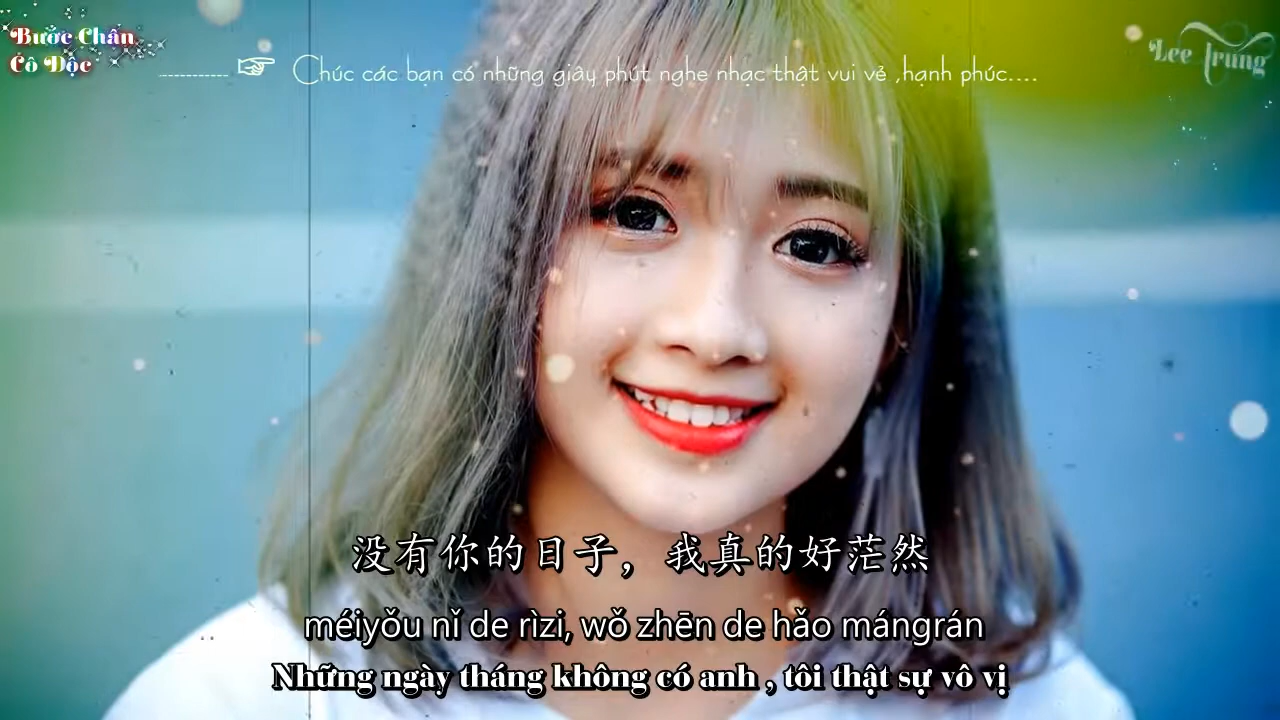 Bước Chân
Cô Độc
------------☞ Chúc các bạn có những giây phút nghe nhạc thật vui vẻ ,hạnh phúc....
Lee Trung
没有你的日子，我真的好茫然
méiyǒu nǐ de rìzi, wǒ zhēn de hǎo mángrán
Những ngày tháng không có anh , tôi thật sự vô vị